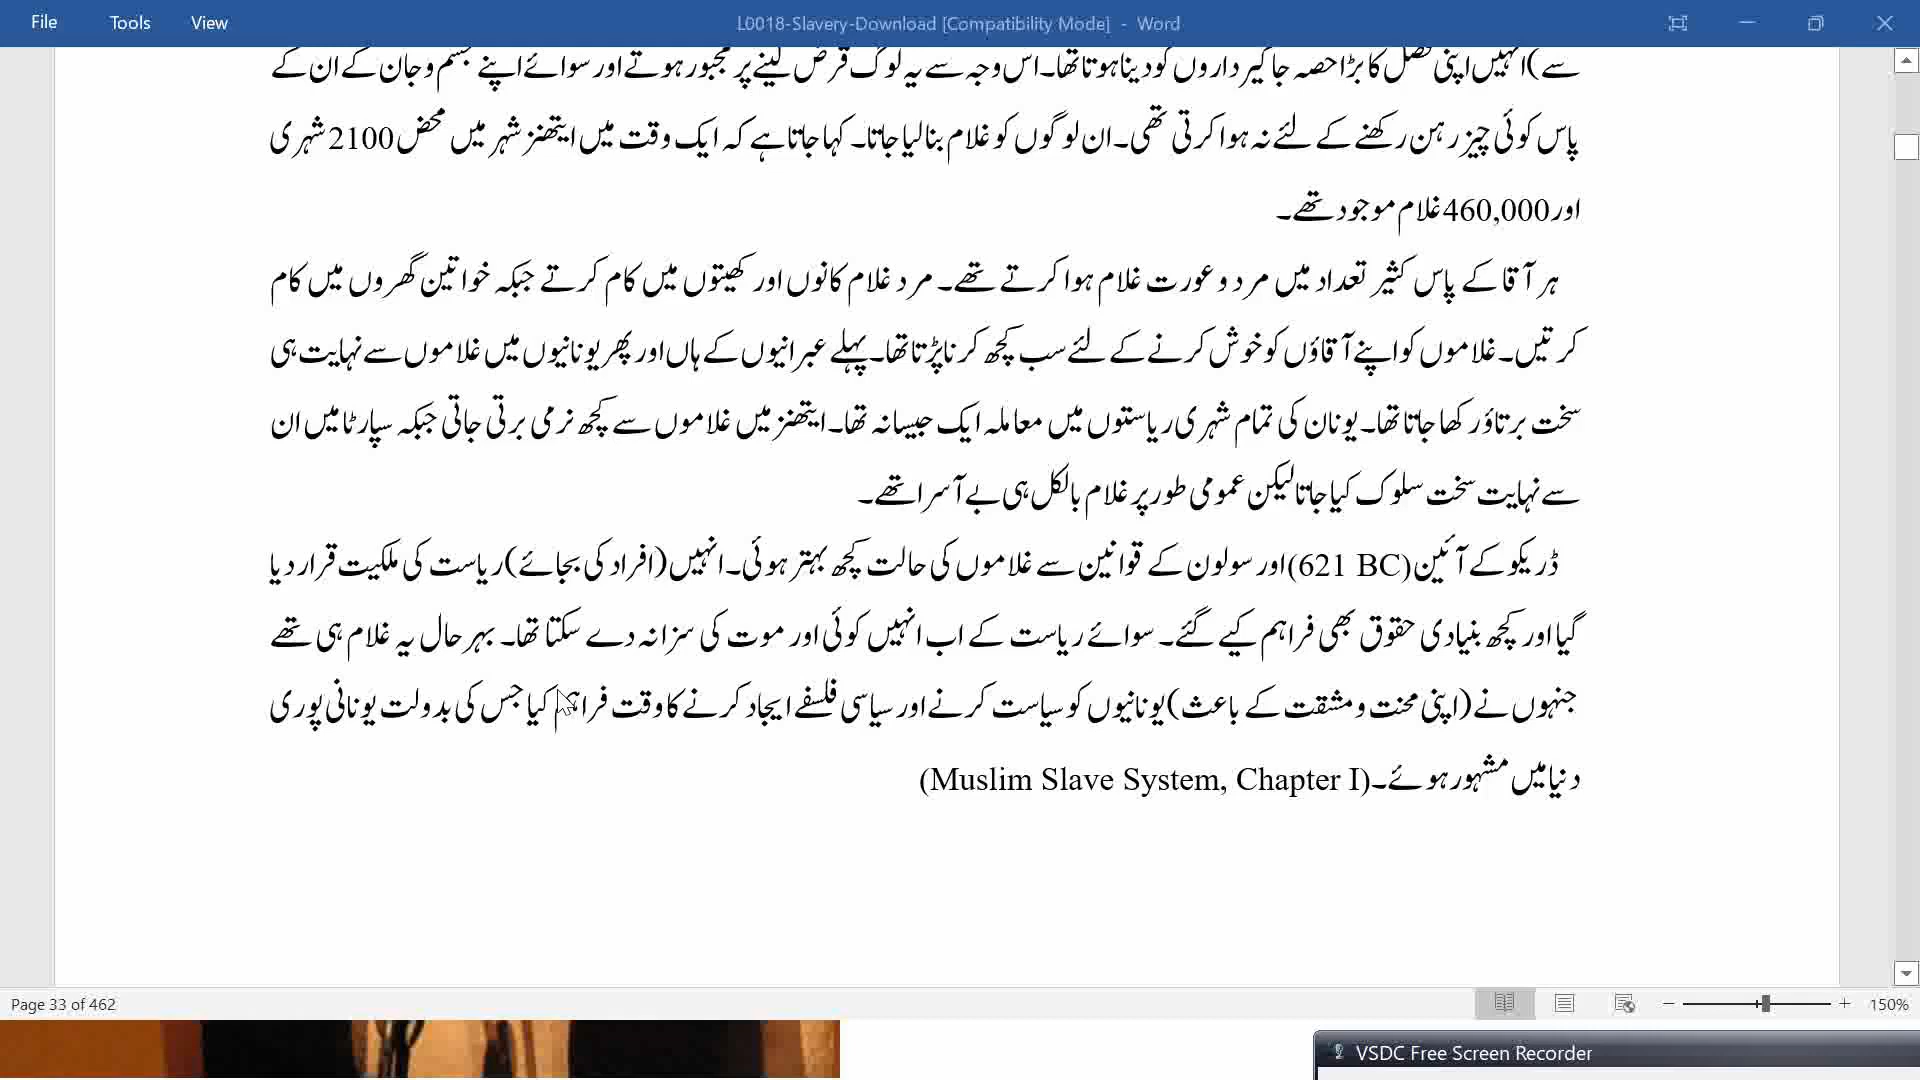 File Tools View L0018-Slavery-Download [Compatibility Mode] - Word
سے) انہیں اپنی فصل کا بڑا حصہ جاگیر داروں کو دینا ہوتا تھا۔ اس وجہ سے یہ لوگ قرض لینے پر مجبور ہوتے اور سوائے اپنے جسم و جان کے ان کے
پاس کوئی چیز رہن رکھنے کے لئے نہ ہوا کرتی تھی۔ ان لوگوں کو غلام بنا لیا جاتا۔ کہا جاتا ہے کہ ایک وقت میں ایتھنز شہر میں محض 2100 شہری
اور 460,000 غلام موجود تھے۔
ہر آقا کے پاس کثیر تعداد میں مرد و عورت غلام ہوا کرتے تھے۔ مرد غلام کانوں اور کھیتوں میں کام کرتے جبکہ خواتین گھروں میں کام
کرتیں۔ غلاموں کو اپنے آقاؤں کو خوش کرنے کے لئے سب کچھ کرنا پڑتا تھا۔ پہلے عبرانیوں کے ہاں اور پھر یونانیوں میں غلاموں سے نہایت ہی
سخت برتاؤ رکھا جاتا تھا۔ یونان کی تمام شہری ریاستوں میں معاملہ ایک جیسا نہ تھا۔ ایتھنز میں غلاموں سے کچھ نرمی برتی جاتی جبکہ سپارٹا میں ان
سے نہایت سخت سلوک کیا جاتا لیکن عمومی طور پر غلام بالکل ہی بے آسرا تھے۔
ڈریکو کے آئین (621 BC) اور سولون کے قوانین سے غلاموں کی حالت کچھ بہتر ہوئی۔ انہیں (افراد کی بجائے) ریاست کی ملکیت قرار دیا
گیا اور کچھ بنیادی حقوق بھی فراہم کیے گئے۔ سوائے ریاست کے اب انہیں کوئی اور موت کی سزا نہ دے سکتا تھا۔ بہر حال یہ غلام ہی تھے
جنہوں نے (اپنی محنت و مشقت کے باعث) یونانیوں کو سیاست کرنے اور سیاسی فلسفے ایجاد کرنے کا وقت فراہم کیا جس کی بدولت یونانی پوری
دنیا میں مشہور ہوئے۔ (Muslim Slave System, Chapter I)
Page 33 of 462 150%
VSDC Free Screen Recorder